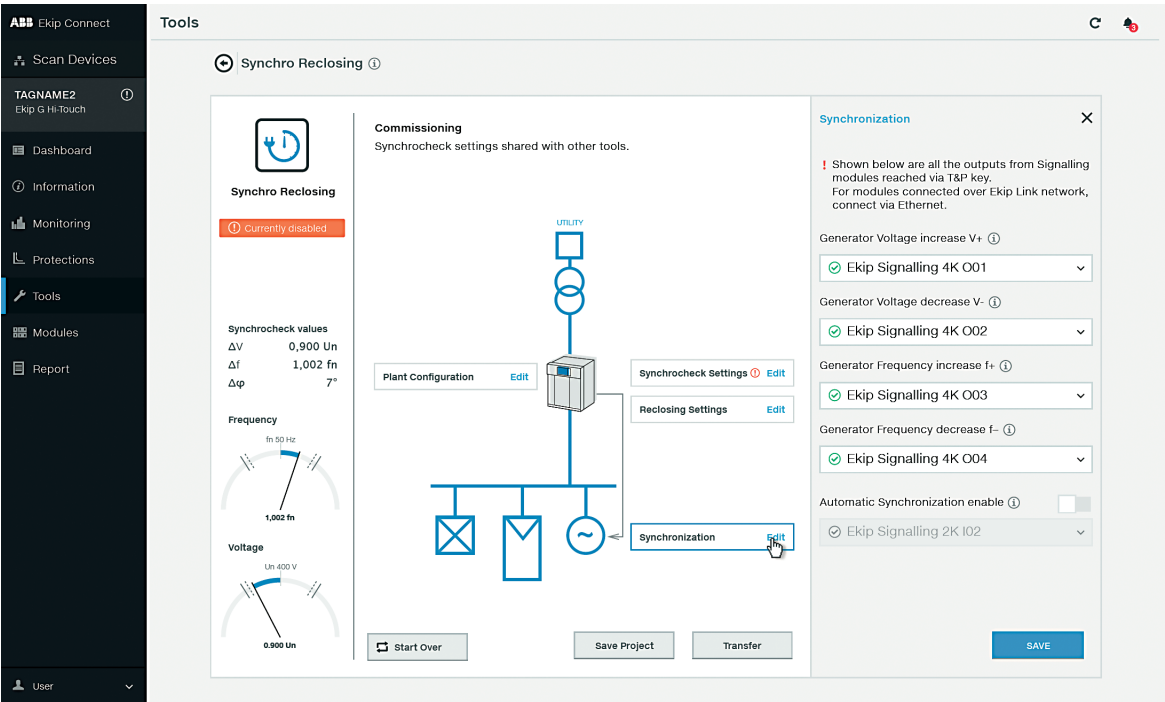 ABB Ekip Connect
Tools
3
Scan Devices
TAGNAME2
Ekip G Hi-Touch
Dashboard
Information
Monitoring
Protections
Tools
Modules
Report
User
Synchro Reclosing
Synchro Reclosing
Currently disabled
Synchrocheck values
ΔV 0,900 Un
Δf 1,002 fn
Δφ 7°
Frequency
fn 50 Hz
1,002 fn
Voltage
Un 400 V
0.900 Un
Commissioning
Synchrocheck settings shared with other tools.
UTILITY
Plant Configuration Edit
Synchrocheck Settings Edit
Reclosing Settings Edit
Synchronization Edit
Start Over
Save Project
Transfer
Synchronization
! Shown below are all the outputs from Signalling
modules reached via T&P key.
For modules connected over Ekip Link network,
connect via Ethernet.
Generator Voltage increase V+
Ekip Signalling 4K O01
Generator Voltage decrease V-
Ekip Signalling 4K O02
Generator Frequency increase f+
Ekip Signalling 4K O03
Generator Frequency decrease f–
Ekip Signalling 4K O04
Automatic Synchronization enable
Ekip Signalling 2K I02
SAVE